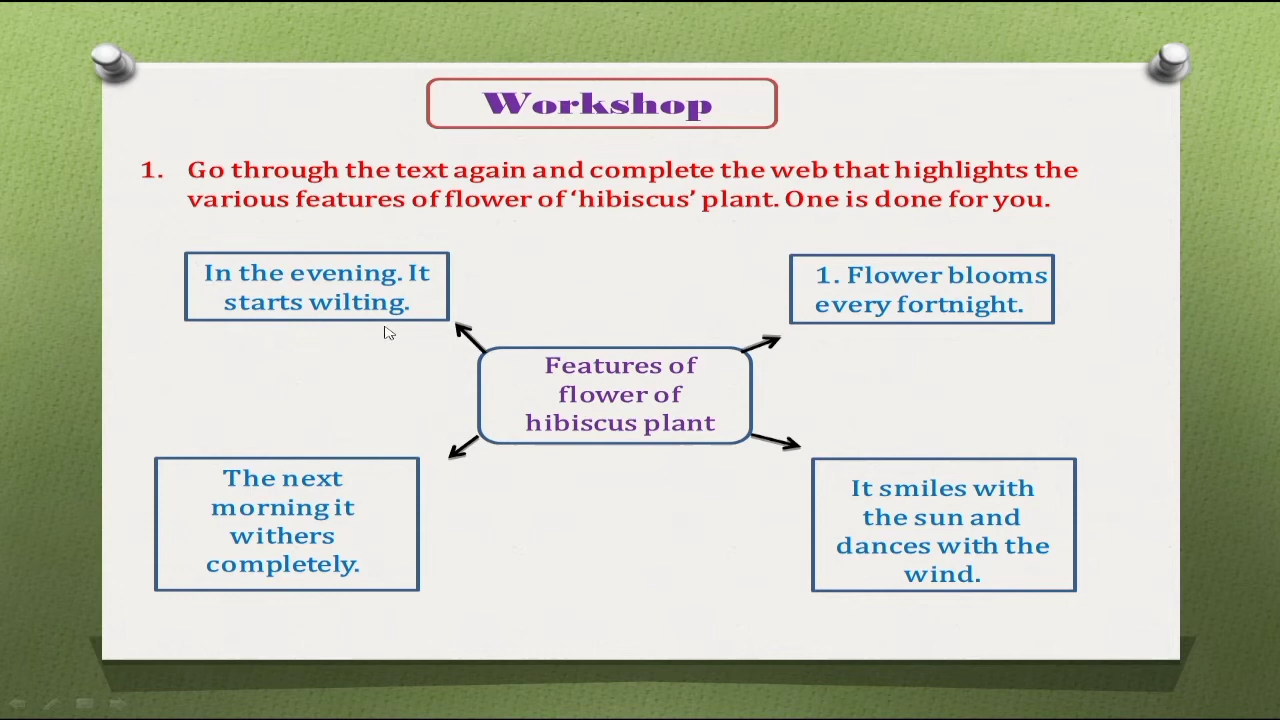 Workshop
1. Go through the text again and complete the web that highlights the
various features of flower of ‘hibiscus’ plant. One is done for you.
In the evening. It
starts wilting.
1. Flower blooms
every fortnight.
Features of
flower of
hibiscus plant
The next
morning it
withers
completely.
It smiles with
the sun and
dances with the
wind.